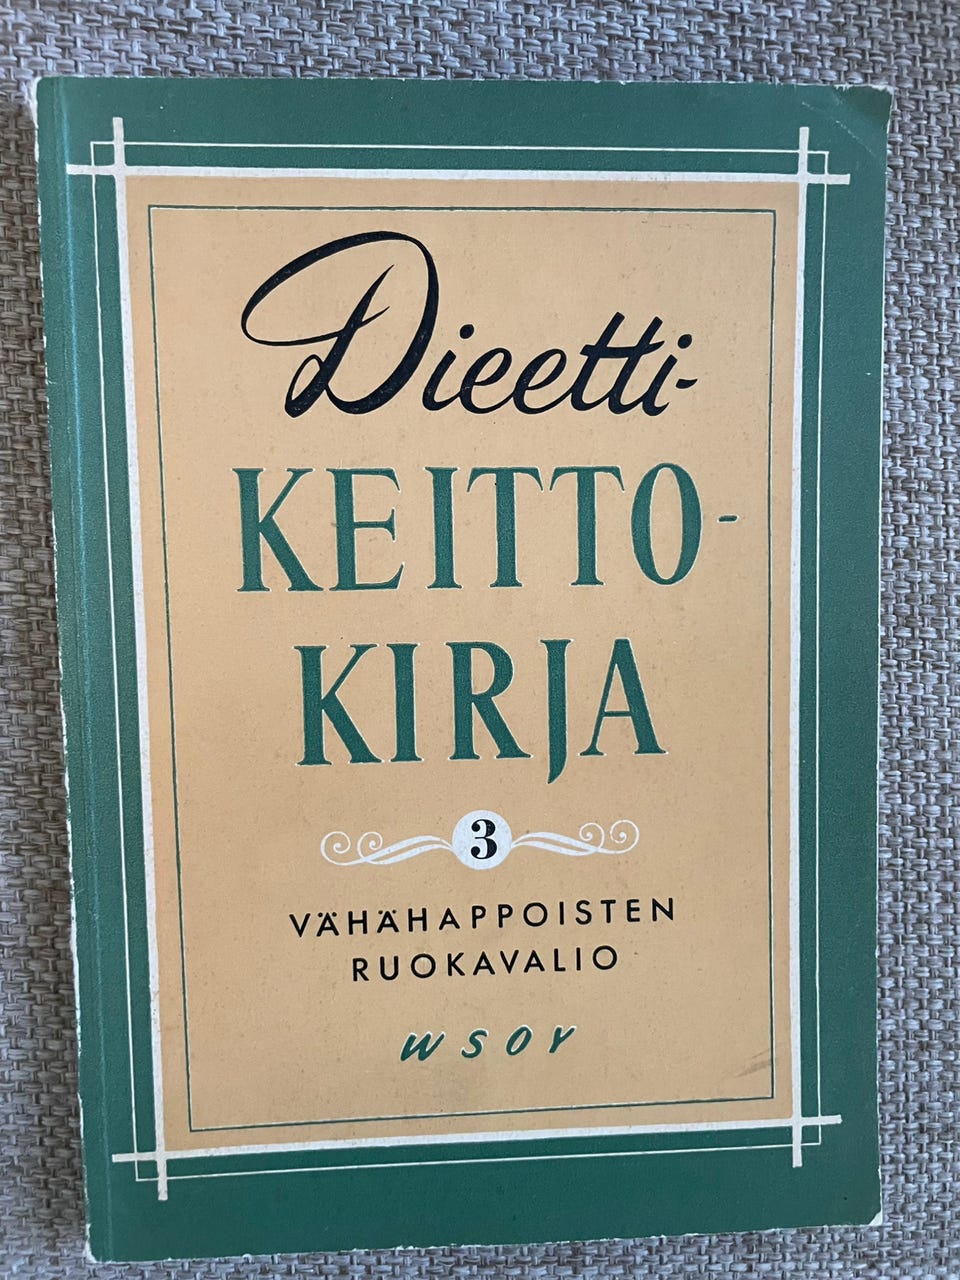 Dieetti-
KEITTO-
KIRJA
3
VÄHÄHAPPOISTEN
RUOKAVALIO
WSOY